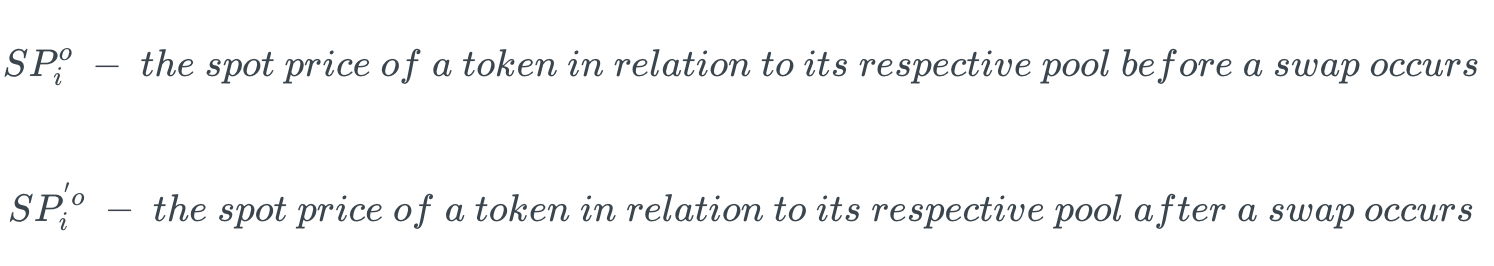 SP_i^o − the spot price of a token in relation to its respective pool before a swap occurs
SP_i^{'o} − the spot price of a token in relation to its respective pool after a swap occurs